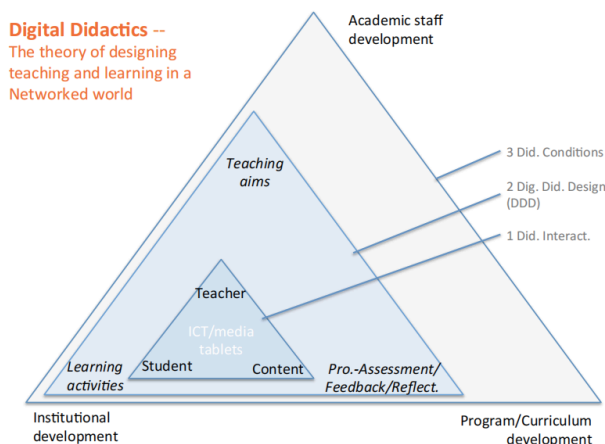 Digital Didactics --
The theory of designing
teaching and learning in a
Networked world
Academic staff
development
3 Did. Conditions
2 Dig. Did. Design
(DDD)
1 Did. Interact.
Teaching
aims
Teacher
ICT/media
tablets
Student
Content
Learning
activities
Pro.-Assessment/
Feedback/Reflect.
Institutional
development
Program/Curriculum
development